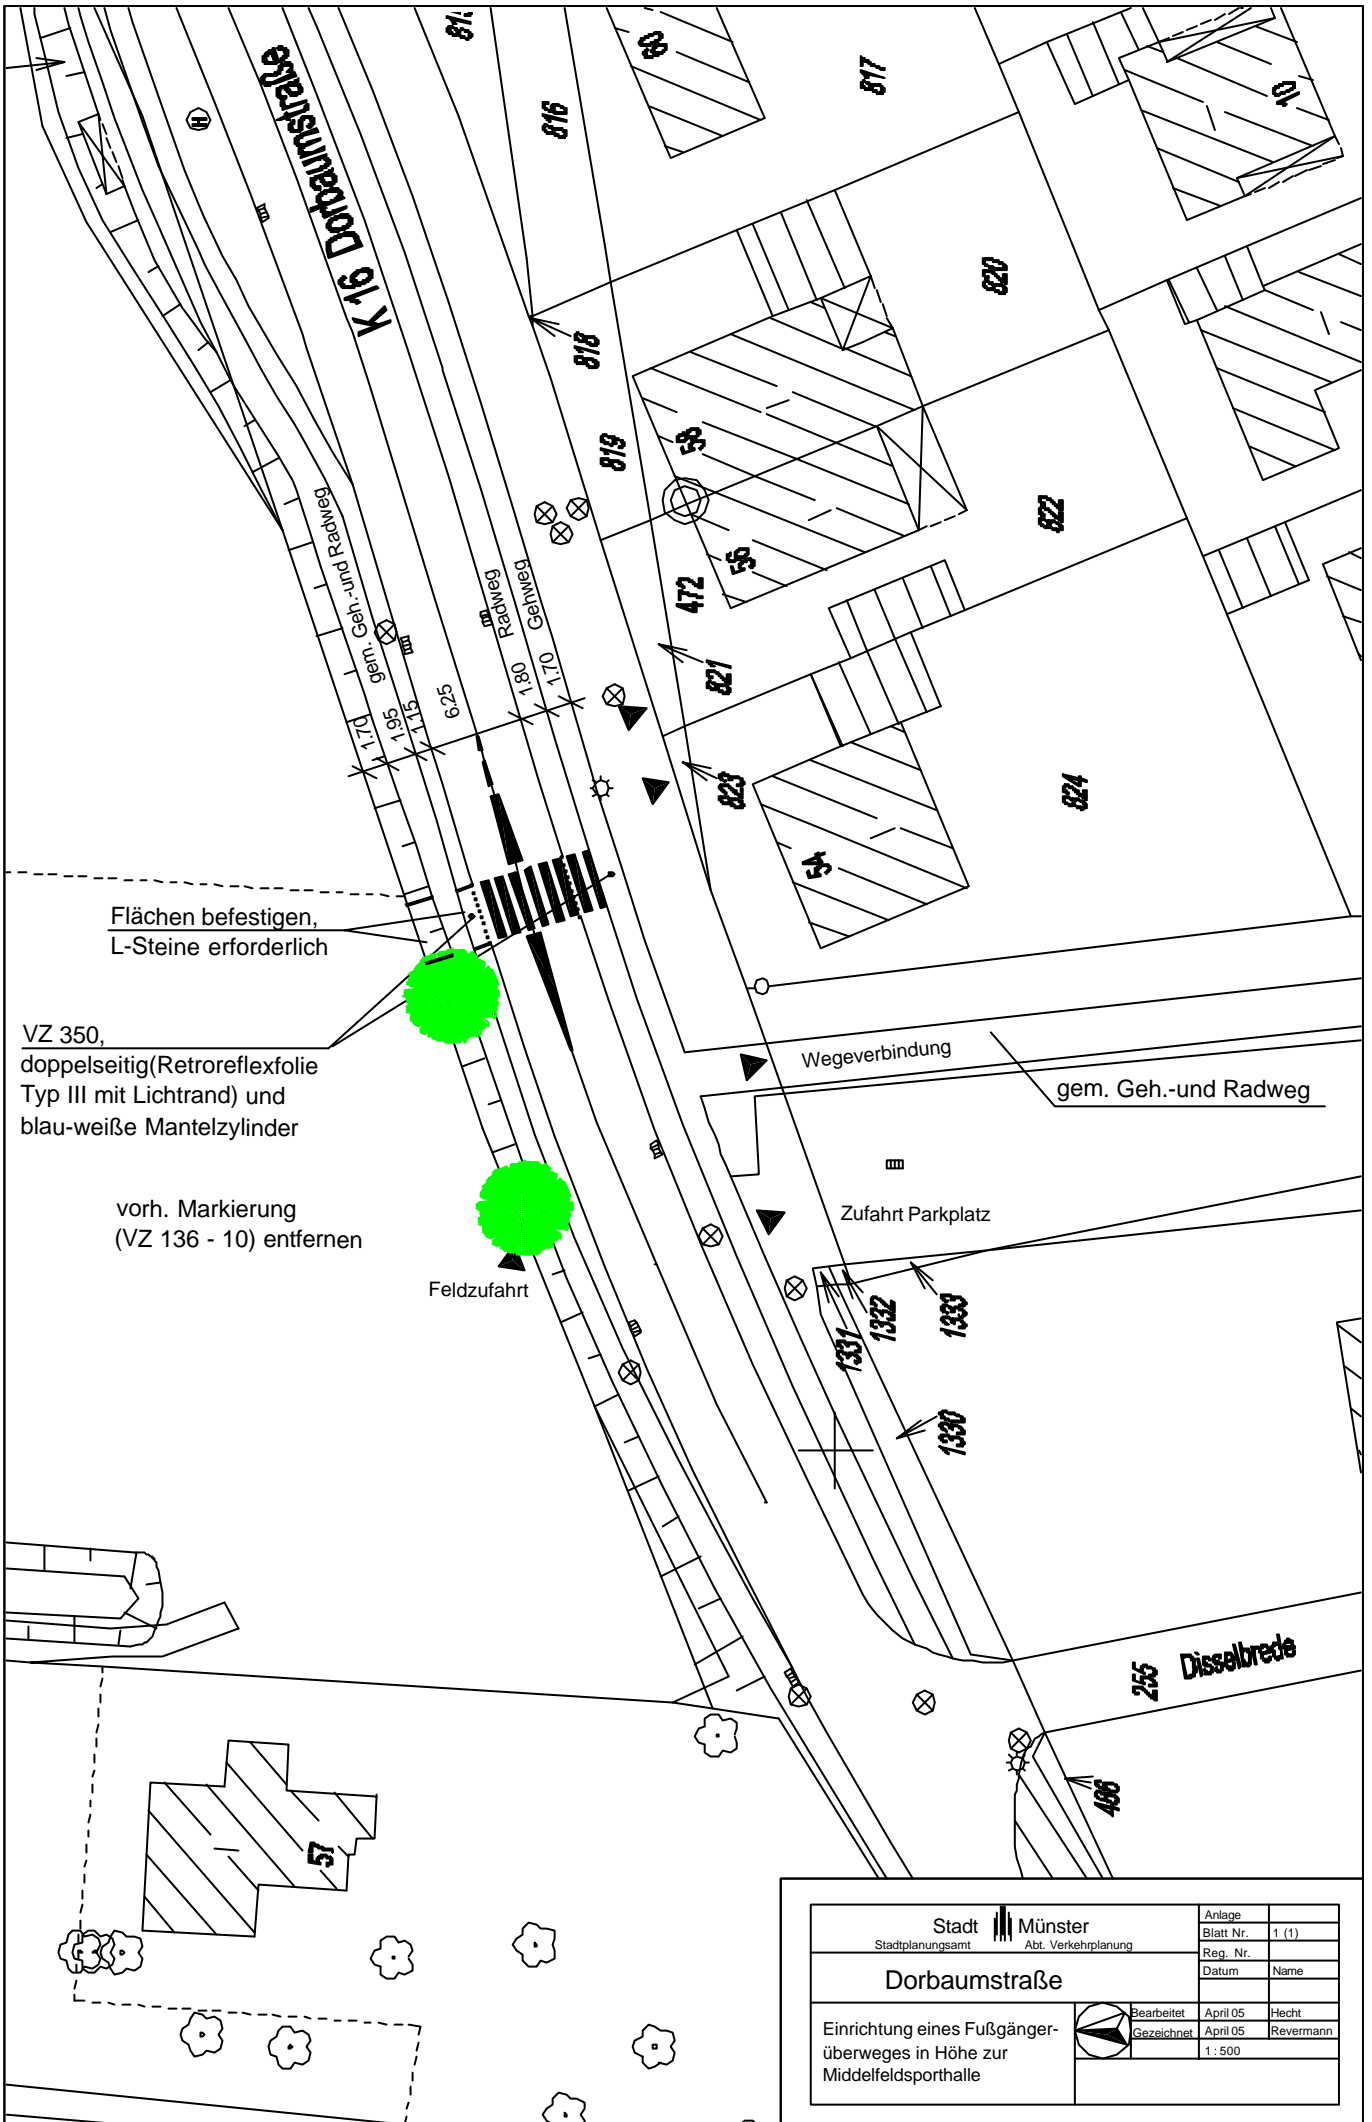 815
60
817
10
H
K 16 Dorbaumstraße
816
820
818
58
819
822
56
472
gem. Geh.-und Radweg
Radweg
Gehweg
821
1.70
1.95
1.15
6.25
1.80
1.70
823
824
54
Flächen befestigen,
L-Steine erforderlich
VZ 350,
doppelseitig(Retroreflexfolie
Typ III mit Lichtrand) und
blau-weiße Mantelzylinder
Wegeverbindung
gem. Geh.-und Radweg
vorh. Markierung
(VZ 136 - 10) entfernen
Zufahrt Parkplatz
Feldzufahrt
1331
1332
1333
1330
255
Disselbrede
486
57
Stadt Münster
Stadtplanungsamt Abt. Verkehrplanung
Dorbaumstraße
Einrichtung eines Fußgänger-
überweges in Höhe zur
Middelfeldsporthalle
Anlage
Blatt Nr. 1 (1)
Reg. Nr.
Datum Name
Bearbeitet April 05 Hecht
Gezeichnet April 05 Revermann
1 : 500